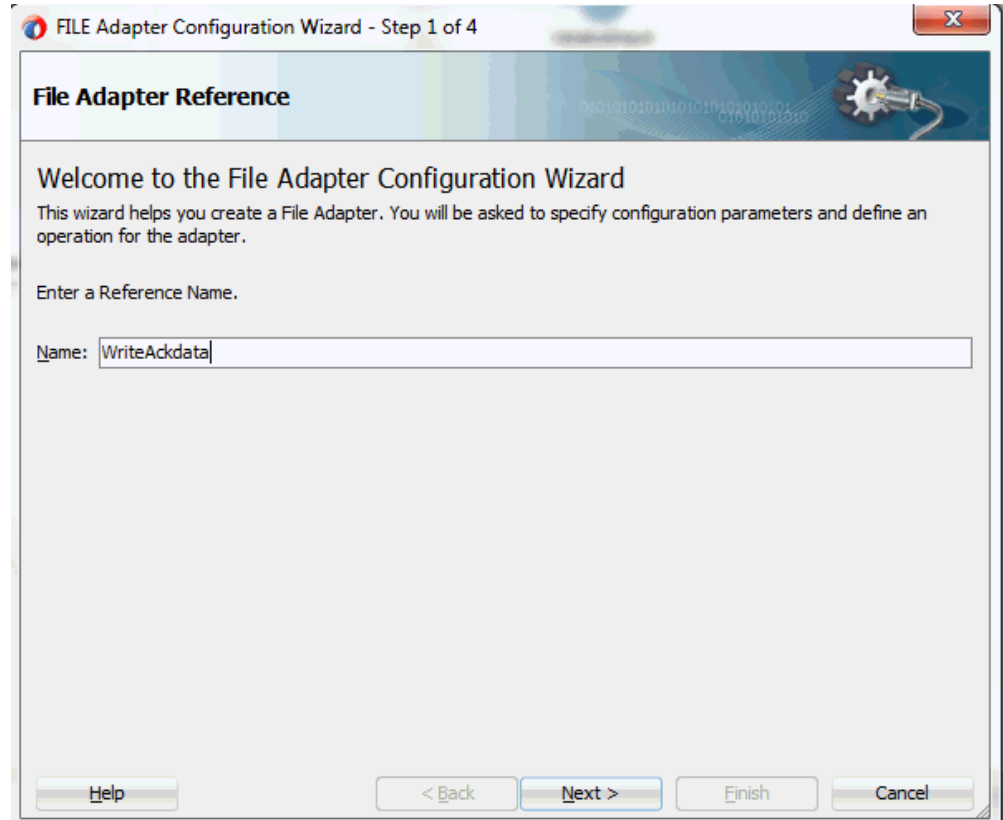 FILE Adapter Configuration Wizard - Step 1 of 4
File Adapter Reference
Welcome to the File Adapter Configuration Wizard
This wizard helps you create a File Adapter. You will be asked to specify configuration parameters and define an
operation for the adapter.
Enter a Reference Name.
Name: WriteAckdata
Help < Back Next > Finish Cancel